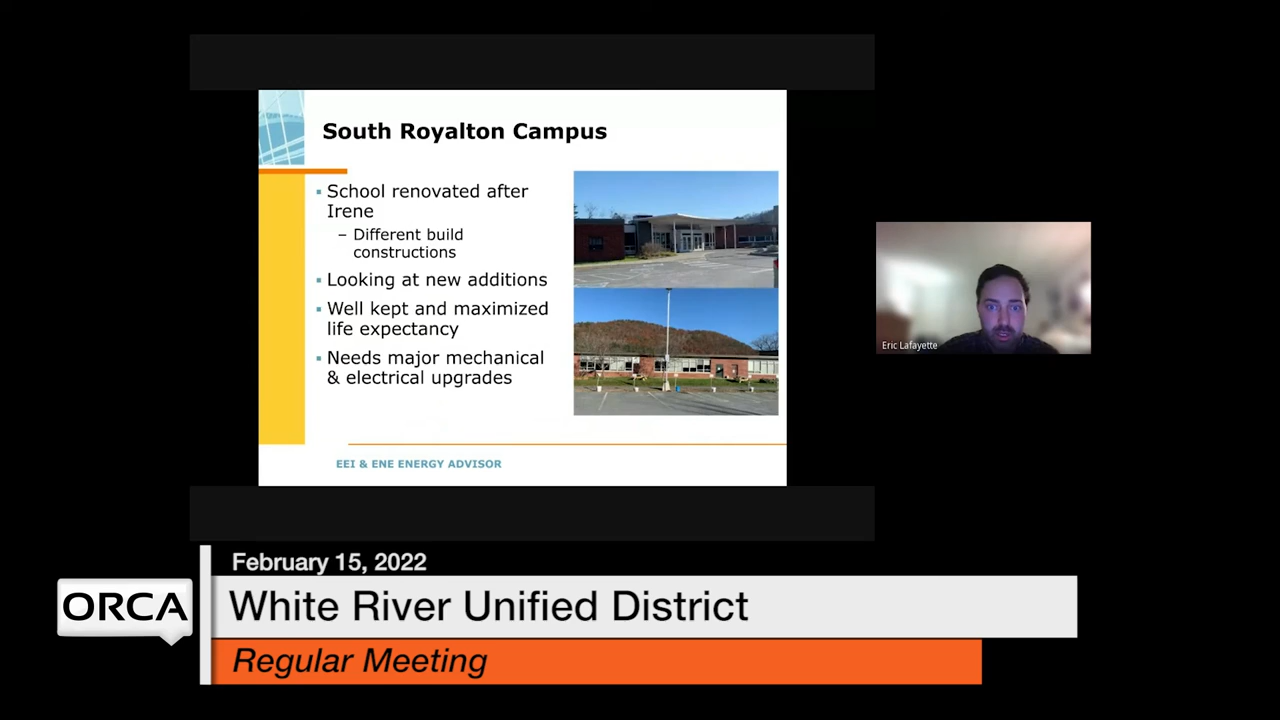 South Royalton Campus
▪ School renovated after
Irene
– Different build
constructions
▪ Looking at new additions
▪ Well kept and maximized
life expectancy
▪ Needs major mechanical
& electrical upgrades
EEI & ENE ENERGY ADVISOR
Eric Lafayette
February 15, 2022
ORCA
White River Unified District
Regular Meeting